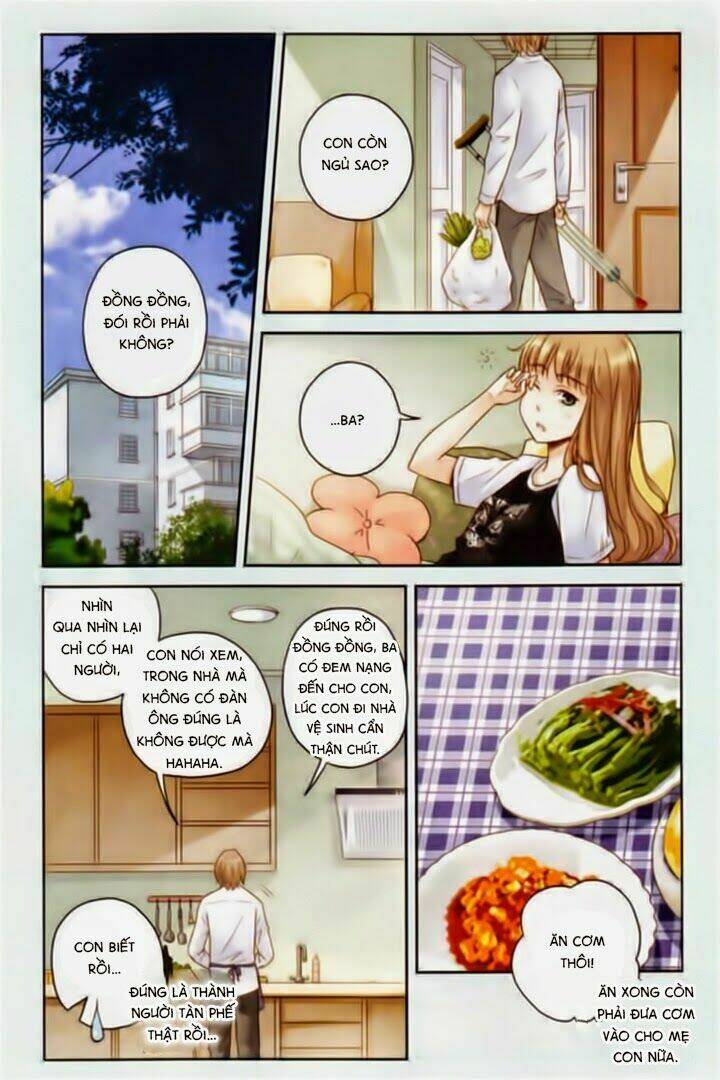 ĐỒNG ĐỒNG,
ĐÓI RỒI PHẢI
KHÔNG?
CON CÒN
NGỦ SAO?
...BA?
NHÌN
QUA NHÌN LẠI
CHỈ CÓ HAI
NGƯỜI,
CON NÓI XEM,
TRONG NHÀ MÀ
KHÔNG CÓ ĐÀN
ÔNG ĐÚNG LÀ
KHÔNG ĐƯỢC MÀ
HAHAHA.
ĐÚNG RỒI
ĐỒNG ĐỒNG, BA
CÓ ĐEM NẠNG
ĐẾN CHO CON,
LÚC CON ĐI NHÀ
VỆ SINH CẨN
THẬN CHÚT.
CON BIẾT
RỒI...
ĐÚNG LÀ THÀNH
NGƯỜI TÀN PHẾ
THẬT RỒI...
ĂN CƠM
THÔI!
ĂN XONG CÒN
PHẢI ĐƯA CƠM
VÀO CHO MẸ
CON NỮA.